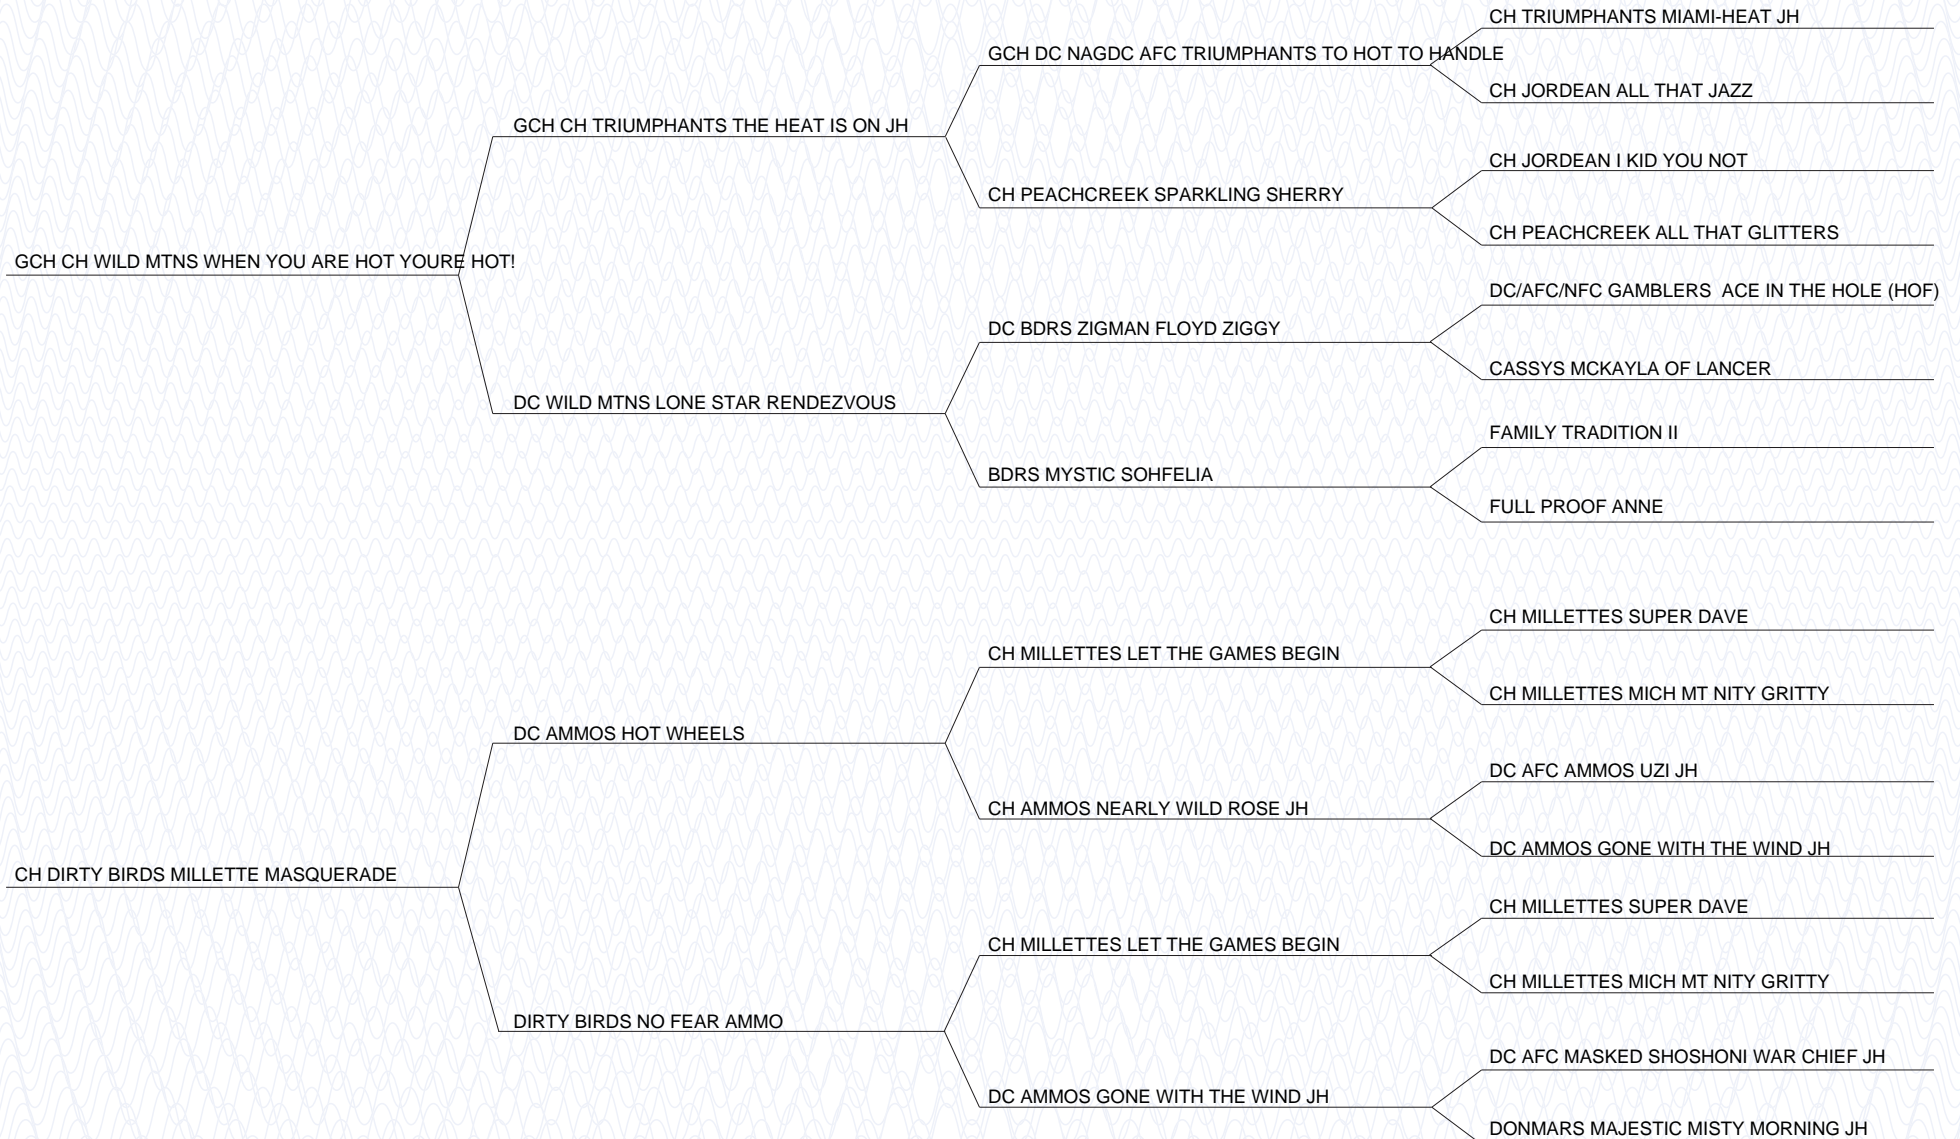 CH TRIUMPHANTS MIAMI-HEAT JH
GCH DC NAGDC AFC TRIUMPHANTS TO HOT TO HANDLE
CH JORDEAN ALL THAT JAZZ
GCH CH TRIUMPHANTS THE HEAT IS ON JH
CH JORDEAN I KID YOU NOT
CH PEACHCREEK SPARKLING SHERRY
CH PEACHCREEK ALL THAT GLITTERS
GCH CH WILD MTNS WHEN YOU ARE HOT YOURE HOT!
DC/AFC/NFC GAMBLERS  ACE IN THE HOLE (HOF)
DC BDRS ZIGMAN FLOYD ZIGGY
CASSYS MCKAYLA OF LANCER
DC WILD MTNS LONE STAR RENDEZVOUS
FAMILY TRADITION II
BDRS MYSTIC SOHFELIA
FULL PROOF ANNE
CH MILLETTES SUPER DAVE
CH MILLETTES LET THE GAMES BEGIN
CH MILLETTES MICH MT NITY GRITTY
DC AMMOS HOT WHEELS
DC AFC AMMOS UZI JH
CH AMMOS NEARLY WILD ROSE JH
DC AMMOS GONE WITH THE WIND JH
CH DIRTY BIRDS MILLETTE MASQUERADE
CH MILLETTES SUPER DAVE
CH MILLETTES LET THE GAMES BEGIN
CH MILLETTES MICH MT NITY GRITTY
DIRTY BIRDS NO FEAR AMMO
DC AFC MASKED SHOSHONI WAR CHIEF JH
DC AMMOS GONE WITH THE WIND JH
DONMARS MAJESTIC MISTY MORNING JH